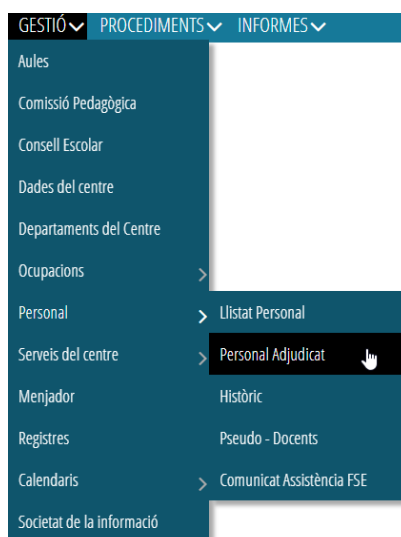 GESTIÓ PROCEDIMENTS INFORMES
Aules
Comissió Pedagògica
Consell Escolar
Dades del centre
Departaments del Centre
Ocupacions
Personal
Serveis del centre
Menjador
Registres
Calendaris
Societat de la informació
Llistat Personal
Personal Adjudicat
Històric
Pseudo - Docents
Comunicat Assistència FSE